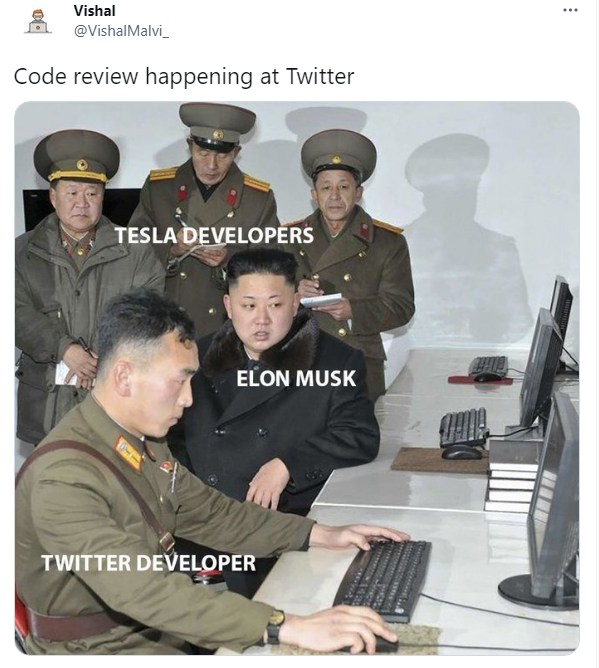 Vishal
@VishalMalvi_
Code review happening at Twitter
TESLA DEVELOPERS
ELON MUSK
TWITTER DEVELOPER